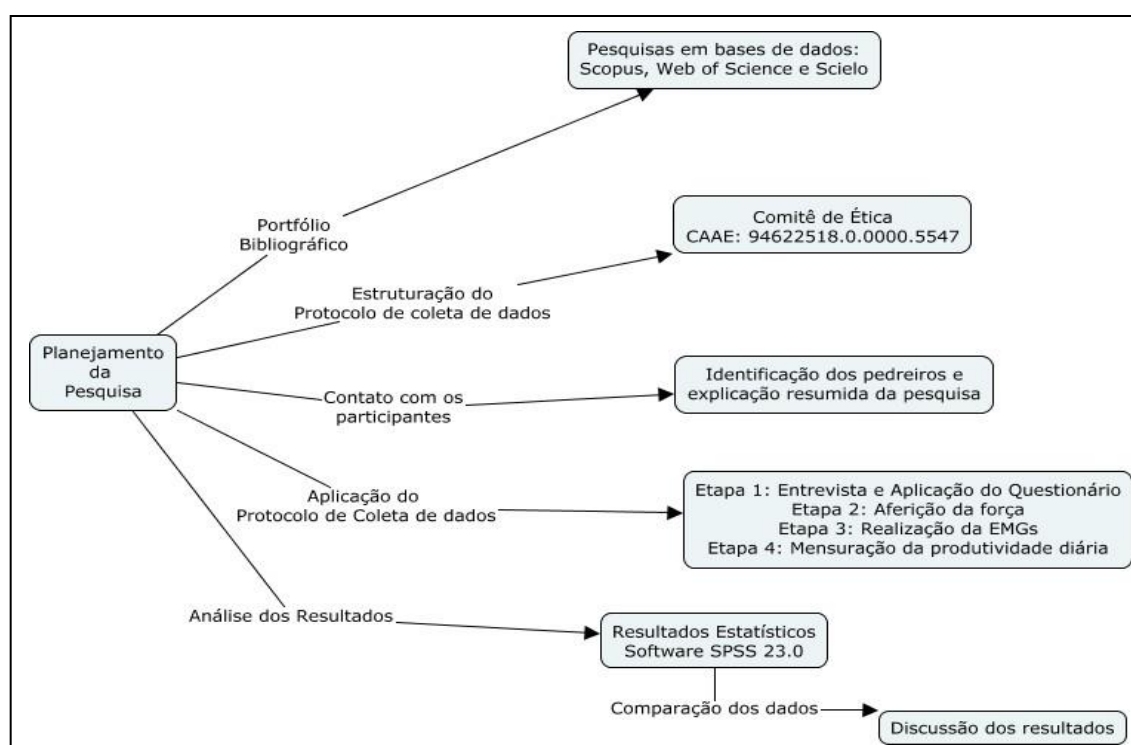 Pesquisas em bases de dados:
Scopus, Web of Science e Scielo
Portfólio
Bibliográfico
Comitê de Ética
CAAE: 94622518.0.0000.5547
Estruturação do
Protocolo de coleta de dados
Planejamento
da
Pesquisa
Identificação dos pedreiros e
explicação resumida da pesquisa
Contato com os
participantes
Etapa 1: Entrevista e Aplicação do Questionário
Etapa 2: Aferição da força
Etapa 3: Realização da EMGs
Etapa 4: Mensuração da produtividade diária
Aplicação do
Protocolo de Coleta de dados
Análise dos Resultados
Resultados Estatísticos
Software SPSS 23.0
Comparação dos dados
Discussão dos resultados